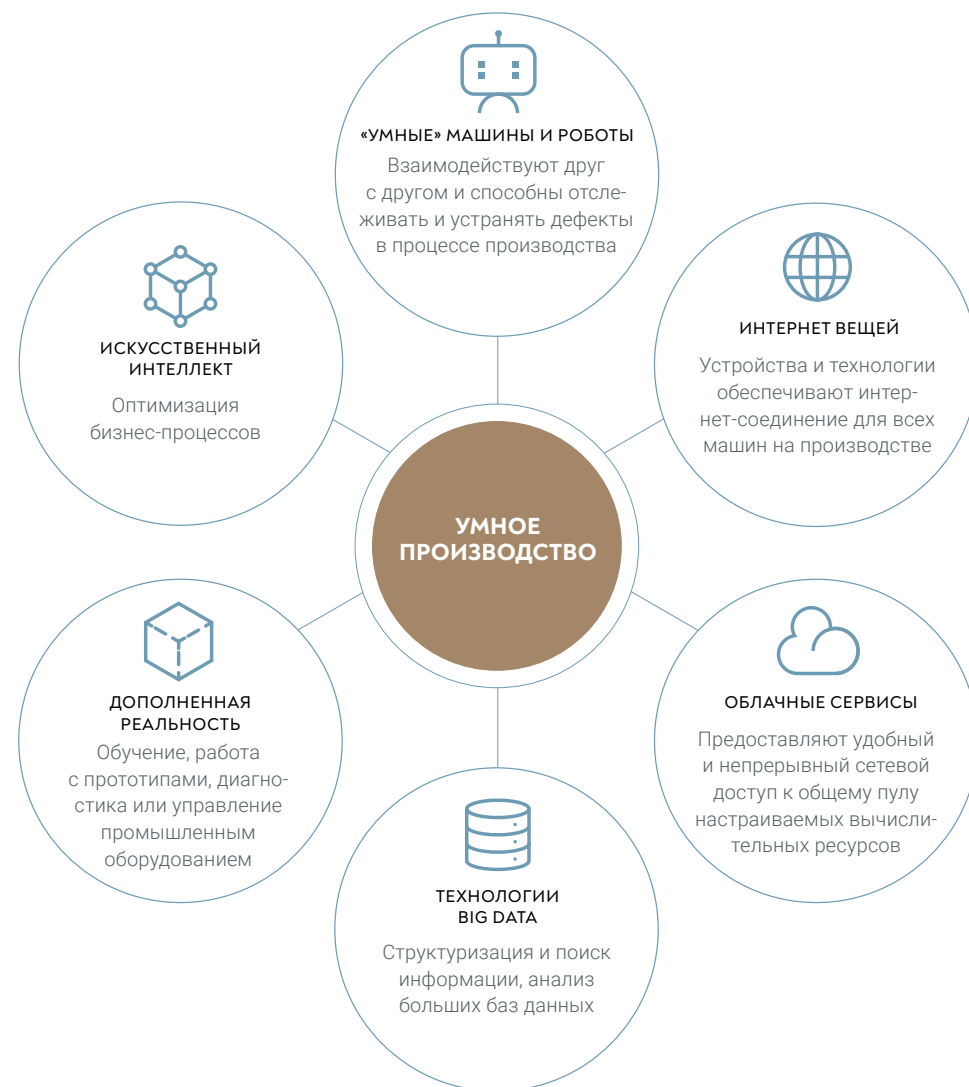 «УМНЫЕ» МАШИНЫ И РОБОТЫ
Взаимодействуют друг
с другом и способны отсле-
живать и устранять дефекты
в процессе производства
ИСКУССТВЕННЫЙ
ИНТЕЛЛЕКТ
Оптимизация
бизнес-процессов
ИНТЕРНЕТ ВЕЩЕЙ
Устройства и технологии
обеспечивают интер-
нет-соединение для всех
машин на производстве
УМНОЕ
ПРОИЗВОДСТВО
ДОПОЛНЕННАЯ
РЕАЛЬНОСТЬ
Обучение, работа
с прототипами, диагно-
стика или управление
промышленным
оборудованием
ОБЛАЧНЫЕ СЕРВИСЫ
Предоставляют удобный
и непрерывный сетевой
доступ к общему пулу
настраиваемых вычисли-
тельных ресурсов
ТЕХНОЛОГИИ
BIG DATA
Структуризация и поиск
информации, анализ
больших баз данных